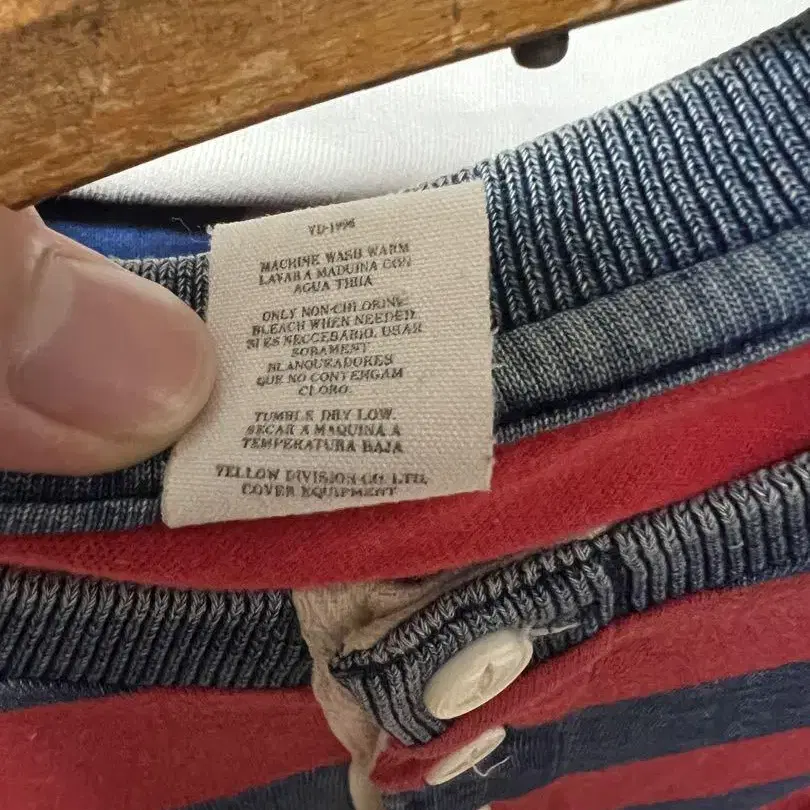 YD-1996
MACHINE WASH WARM
LAVAR A MADUINA CON
AGUA TIBIA
ONLY NON-CHLORINE
BLEACH WHEN NEEDED.
SI ES NECCESARIO, USAR
SORAMENT
BLANQUEADORES
QUE NO CONTENGAM
CLORO.
TUMBLE DRY LOW.
SECAR A MAQUINA A
TEMPERATURA BAJA
YELLOW DIVISION CO. LTD.
COVER EQUIPMENT